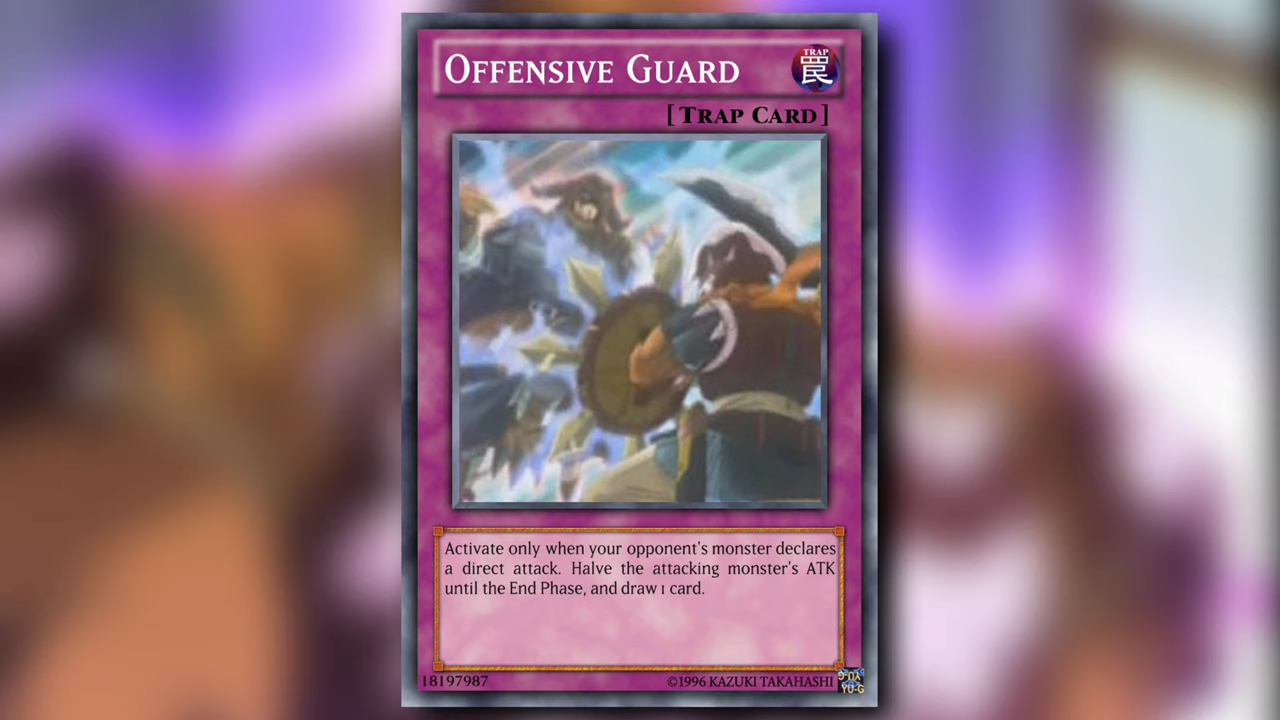 OFFENSIVE GUARD
TRAP
罠
[TRAP CARD]
Activate only when your opponent's monster declares
a direct attack. Halve the attacking monster's ATK
until the End Phase, and draw 1 card.
18197987
©1996 KAZUKI TAKAHASHI